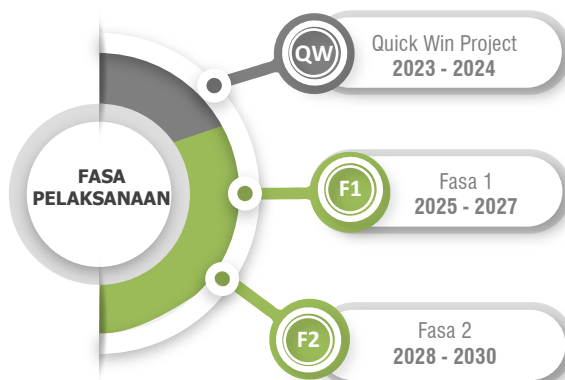 FASA
PELAKSANAAN
QW
Quick Win Project
2023 - 2024
F1
Fasa 1
2025 - 2027
F2
Fasa 2
2028 - 2030